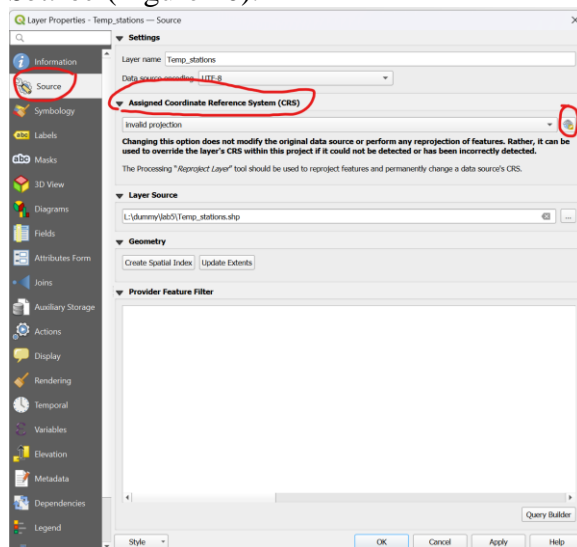 Layer Properties - Temp_stations — Source
Settings
Information
Layer name Temp_stations
Data source encoding UTF-8
Source
Assigned Coordinate Reference System (CRS)
Symbology
invalid projection
Labels
Changing this option does not modify the original data source or perform any reprojection of features. Rather, it can be
used to override the layer's CRS within this project if it could not be detected or has been incorrectly detected.
Masks
The Processing "Reproject Layer" tool should be used to reproject features and permanently change a data source's CRS.
3D View
Layer Source
Diagrams
L:\dummy\lab5\Temp_stations.shp
...
Fields
Geometry
Attributes Form
Create Spatial Index
Update Extents
Joins
Provider Feature Filter
Auxiliary Storage
Actions
Display
Rendering
Temporal
Variables
Elevation
Metadata
Dependencies
Query Builder
Legend
Style
OK
Cancel
Apply
Help